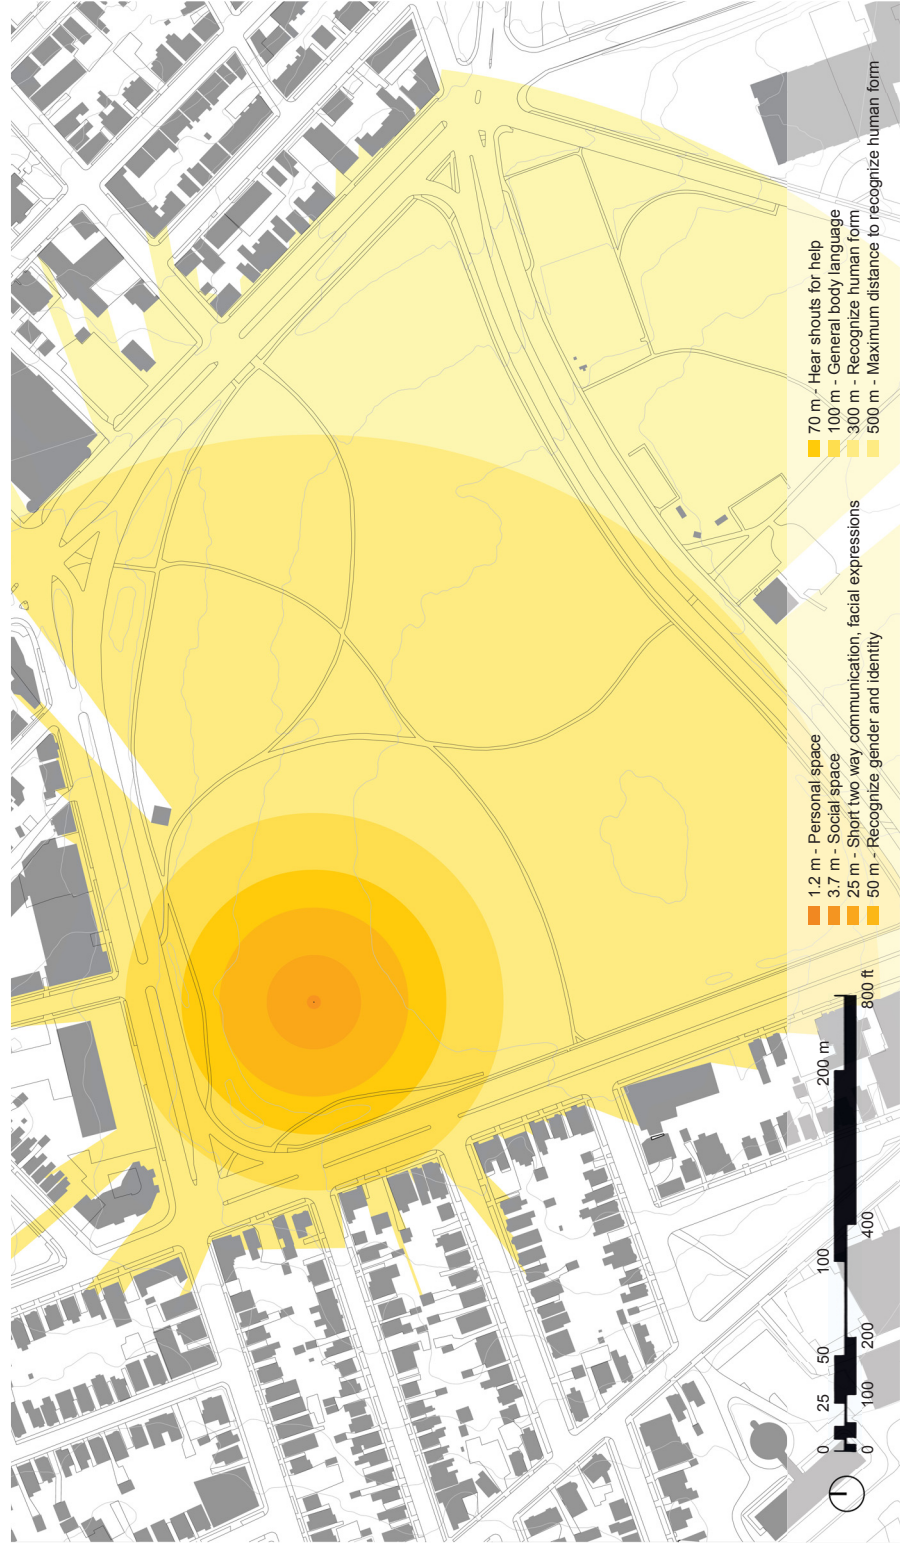 1.2 m - Personal space
3.7 m - Social space
25 m - Short two way communication, facial expressions
50 m - Recognize gender and identity
70 m - Hear shouts for help
100 m - General body language
300 m - Recognize human form
500 m - Maximum distance to recognize human form
0 25 50 100 200 m
0 100 200 400 800 ft